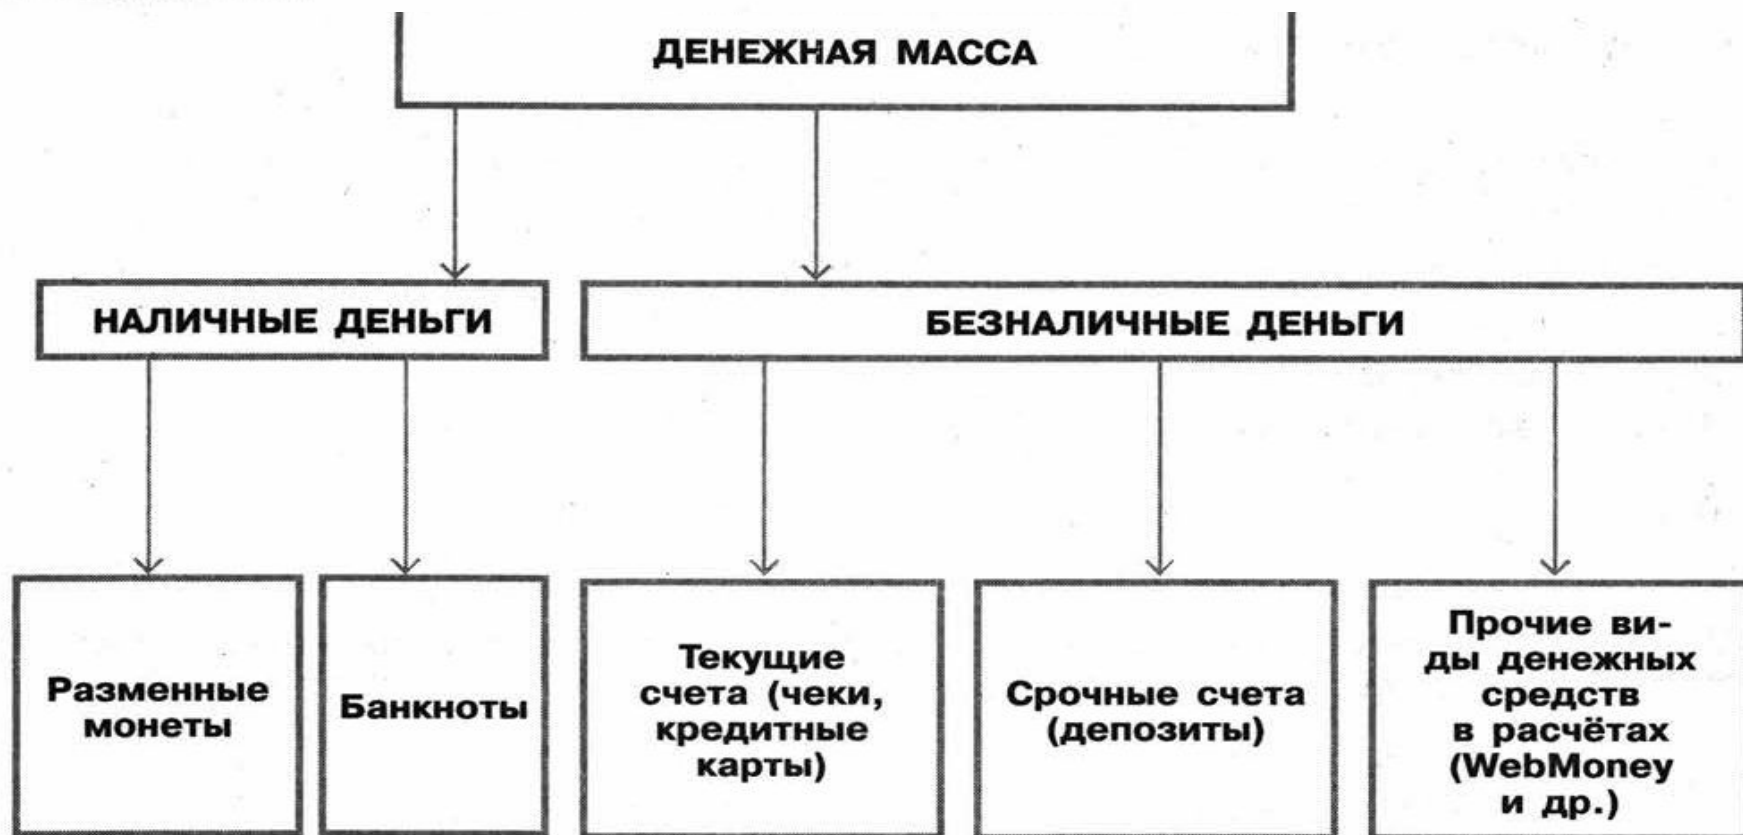 ДЕНЕЖНАЯ МАССА
НАЛИЧНЫЕ ДЕНЬГИ
БЕЗНАЛИЧНЫЕ ДЕНЬГИ
Разменные
монеты
Банкноты
Текущие
счета (чеки,
кредитные
карты)
Срочные счета
(депозиты)
Прочие ви-
ды денежных
средств
в расчётах
(WebMoney
и др.)